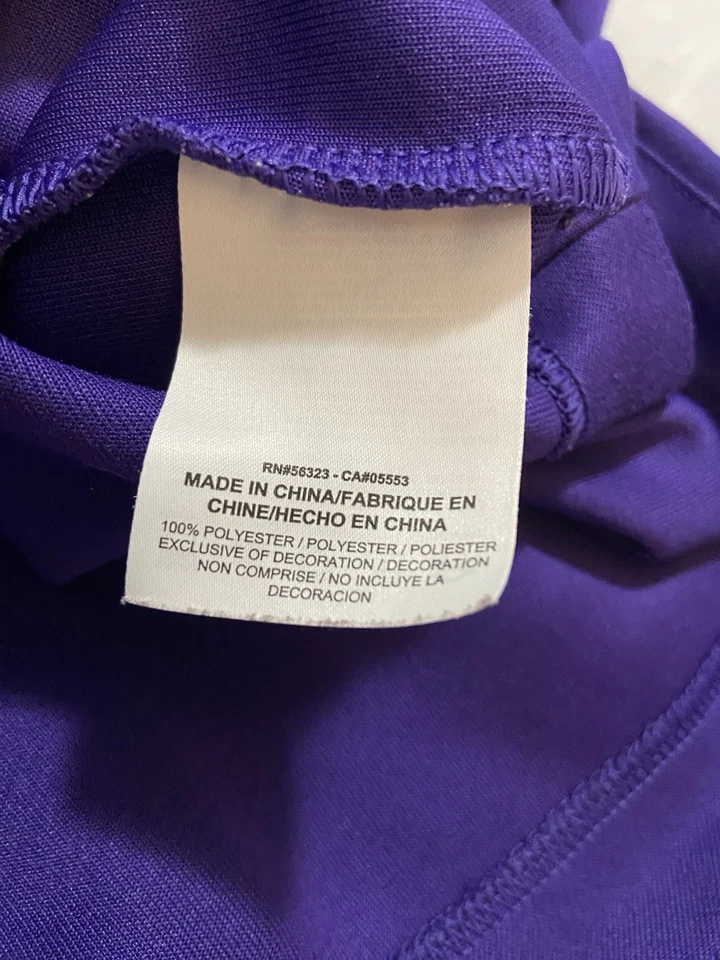 RN#56323 - CA#05553
MADE IN CHINA/FABRIQUE EN
CHINE/HECHO EN CHINA
100% POLYESTER / POLYESTER / POLIESTER
EXCLUSIVE OF DECORATION / DECORATION
NON COMPRISE / NO INCLUYE LA
DECORACION